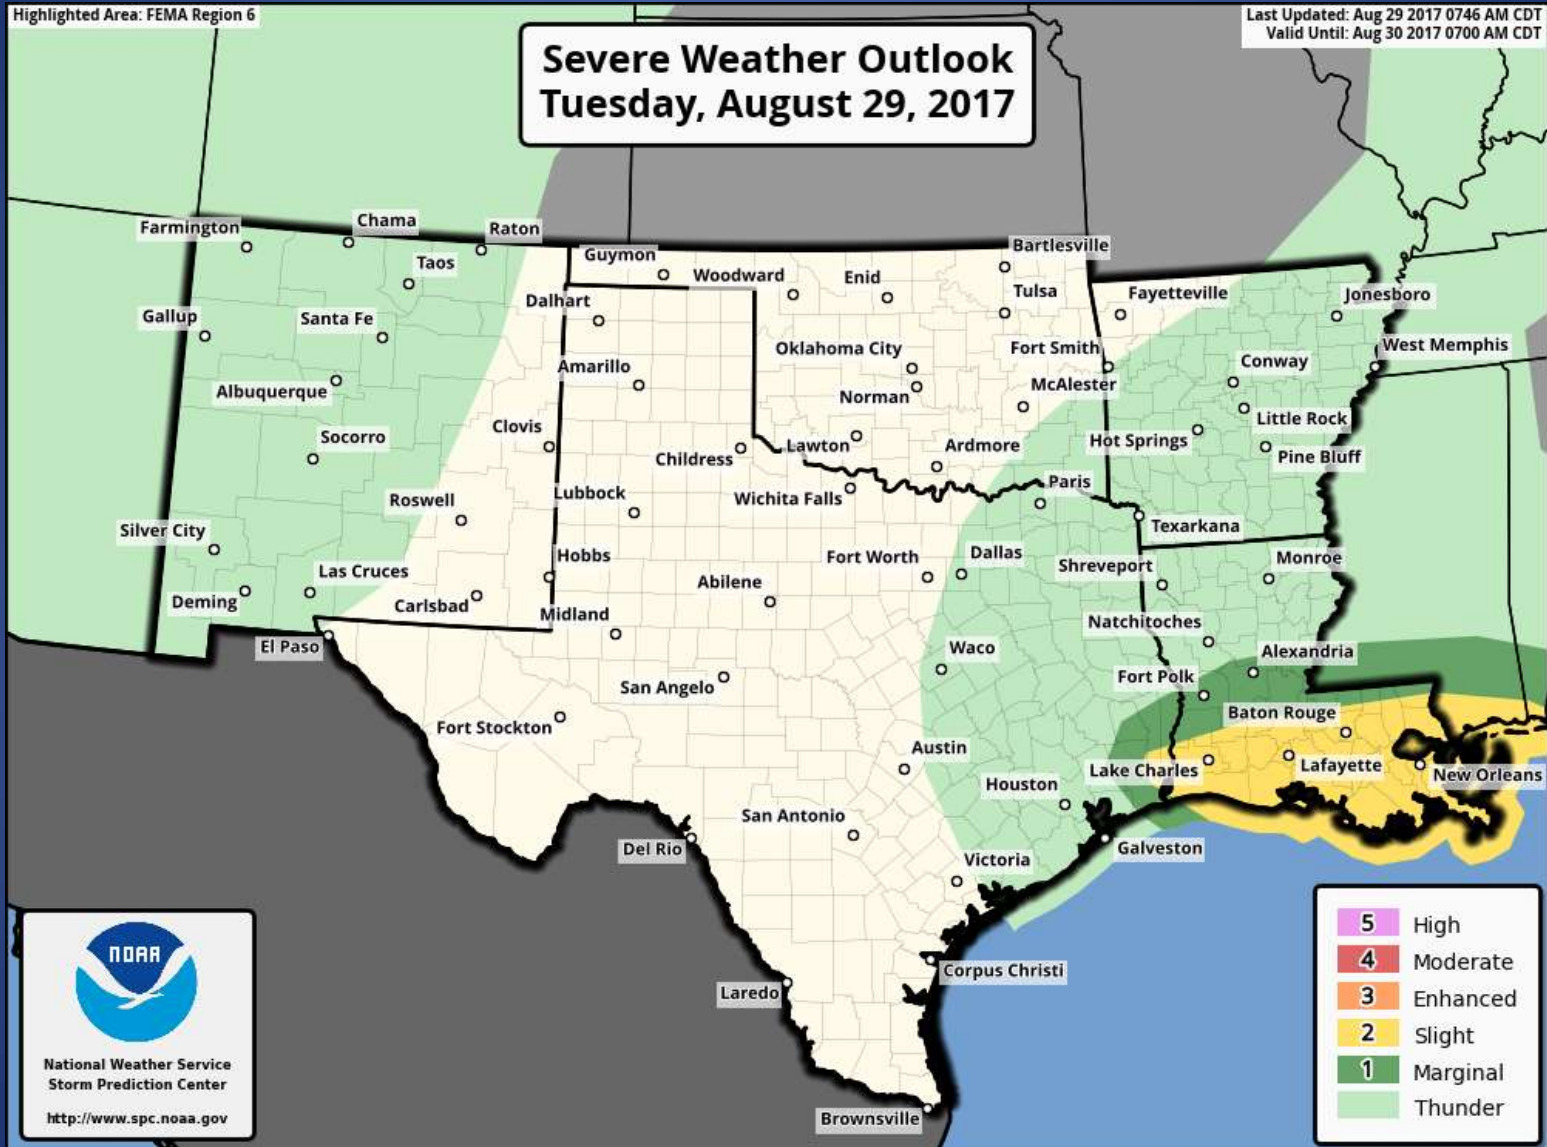 Highlighted Area: FEMA Region 6
Last Updated: Aug 29 2017 0746 AM CDT
Valid Until: Aug 30 2017 0700 AM CDT
Severe Weather Outlook
Tuesday, August 29, 2017
Farmington
Chama
Raton
Taos
Guymon
Woodward
Enid
Bartlesville
Tulsa
Fayetteville
Jonesboro
Gallup
Santa Fe
Dalhart
Oklahoma City
Fort Smith
West Memphis
Conway
Amarillo
Albuquerque
Norman
McAlester
Little Rock
Socorro
Clovis
Childress
Lawton
Ardmore
Hot Springs
Pine Bluff
Roswell
Lubbock
Wichita Falls
Paris
Texarkana
Silver City
Hobbs
Fort Worth
Dallas
Shreveport
Monroe
Las Cruces
Deming
Carlsbad
Midland
Abilene
Natchitoches
El Paso
San Angelo
Waco
Alexandria
Fort Polk
Fort Stockton
Baton Rouge
Austin
Lake Charles
Lafayette
New Orleans
Houston
San Antonio
Del Rio
Galveston
Victoria
Corpus Christi
Laredo
Brownsville
NOAA
National Weather Service
Storm Prediction Center
http://www.spc.noaa.gov
5 High
4 Moderate
3 Enhanced
2 Slight
1 Marginal
Thunder